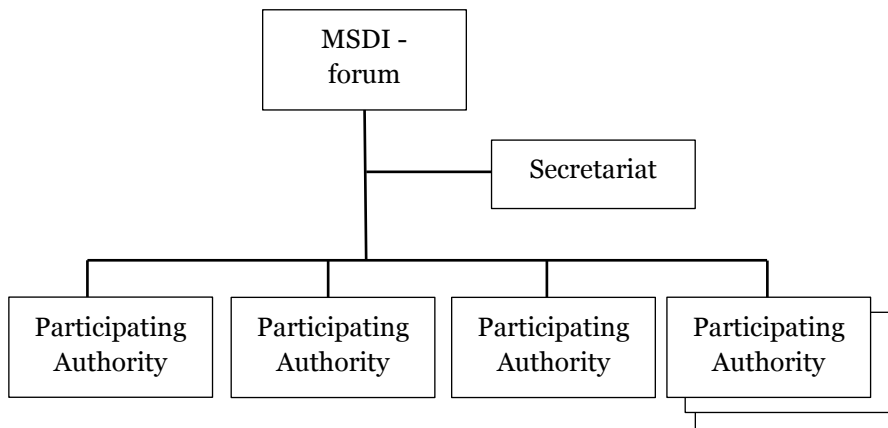 MSDI -
forum
Secretariat
Participating
Authority
Participating
Authority
Participating
Authority
Participating
Authority